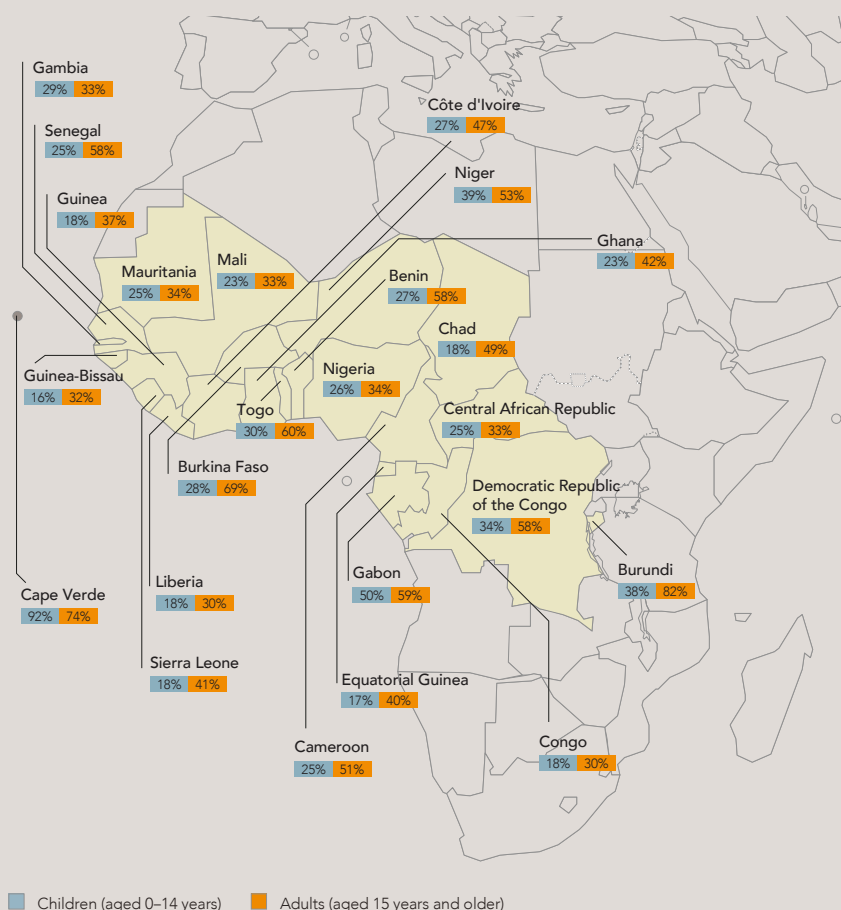 Gambia
29% 33%
Côte d'Ivoire
27% 47%
Senegal
25% 58%
Niger
39% 53%
Guinea
18% 37%
Ghana
23% 42%
Mali
23% 33%
Mauritania
25% 34%
Benin
27% 58%
Chad
18% 49%
Nigeria
26% 34%
Guinea-Bissau
16% 32%
Togo
30% 60%
Central African Republic
25% 33%
Burkina Faso
28% 69%
Democratic Republic
of the Congo
34% 58%
Gabon
50% 59%
Burundi
38% 82%
Liberia
18% 30%
Cape Verde
92% 74%
Sierra Leone
18% 41%
Equatorial Guinea
17% 40%
Cameroon
25% 51%
Congo
18% 30%
Children (aged 0–14 years) Adults (aged 15 years and older)